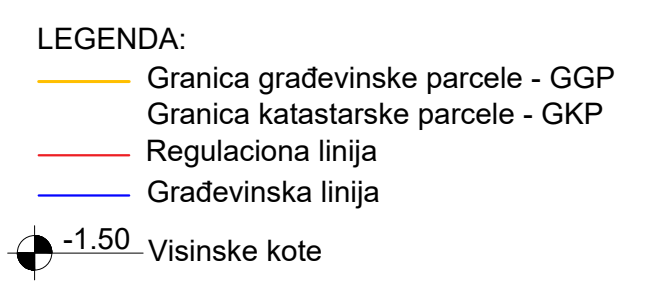 LEGENDA:
Granica građevinske parcele - GGP
Granica katastarske parcele - GKP
Regulaciona linija
Građevinska linija
-1.50 Visinske kote